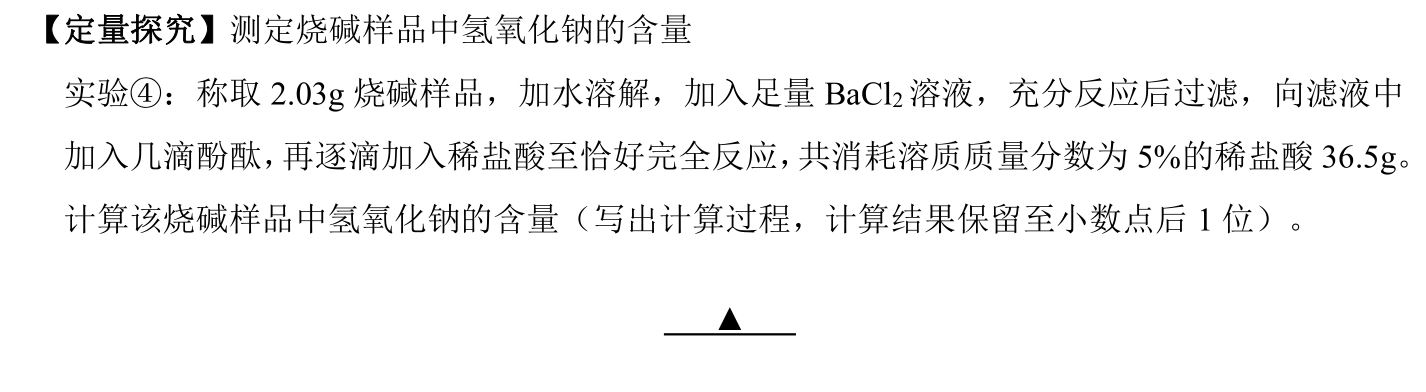 【定量探究】测定烧碱样品中氢氧化钠的含量
实验④：称取 2.03g 烧碱样品，加水溶解，加入足量 BaCl₂ 溶液，充分反应后过滤，向滤液中
加入几滴酚酞，再逐滴加入稀盐酸至恰好完全反应，共消耗溶质质量分数为 5%的稀盐酸 36.5g。
计算该烧碱样品中氢氧化钠的含量（写出计算过程，计算结果保留至小数点后 1 位）。
▲